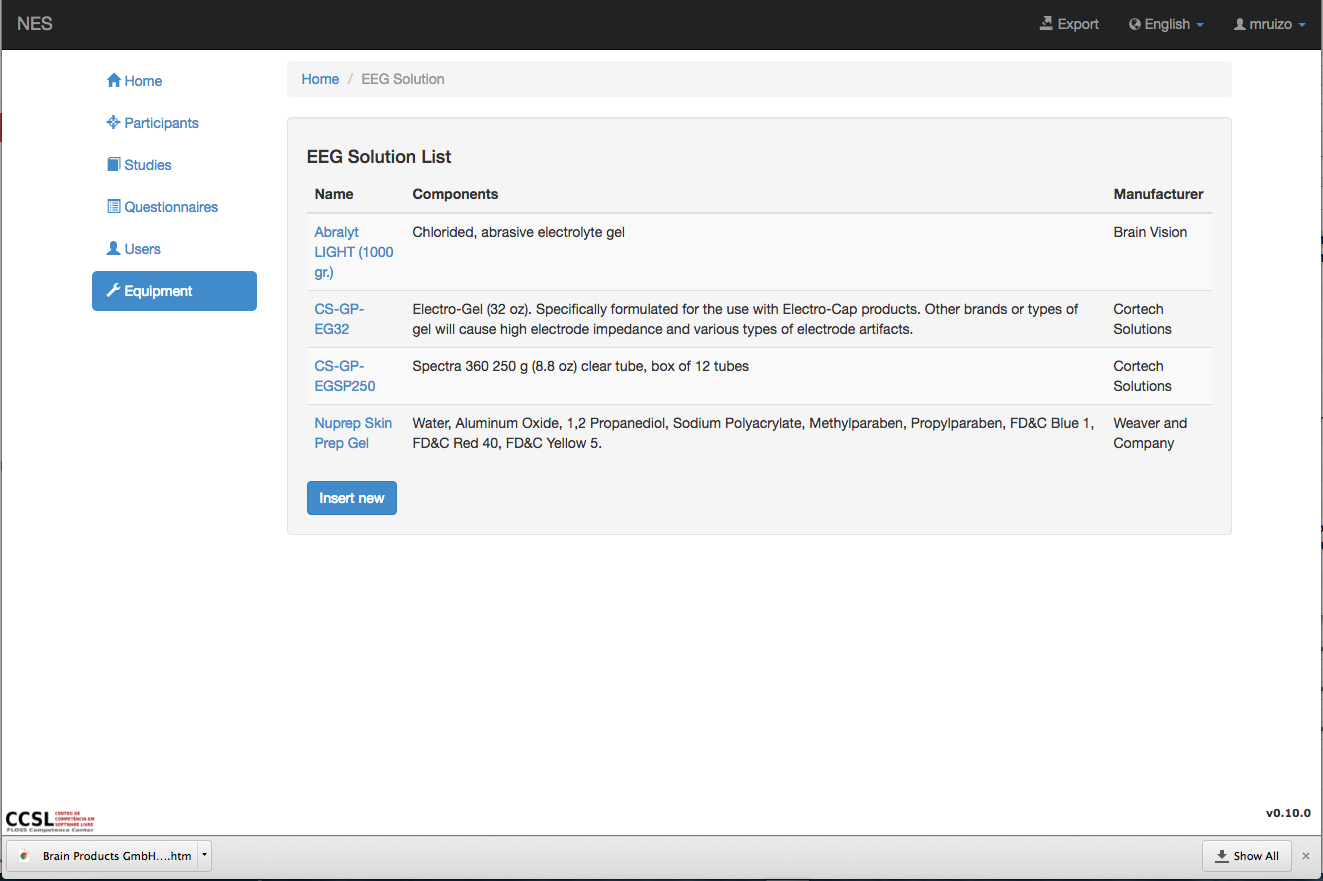 NES
Export
English
mruizo
Home
Participants
Studies
Questionnaires
Users
Equipment
Home / EEG Solution
EEG Solution List
Name Components Manufacturer
Abralyt Chlorided, abrasive electrolyte gel Brain Vision
LIGHT (1000
gr.)
CS-GP- Electro-Gel (32 oz). Specifically formulated for the use with Electro-Cap products. Other brands or types of Cortech
EG32 gel will cause high electrode impedance and various types of electrode artifacts. Solutions
CS-GP- Spectra 360 250 g (8.8 oz) clear tube, box of 12 tubes Cortech
EGSP250 Solutions
Nuprep Skin Water, Aluminum Oxide, 1,2 Propanediol, Sodium Polyacrylate, Methylparaben, Propylparaben, FD&C Blue 1, Weaver and
Prep Gel FD&C Red 40, FD&C Yellow 5. Company
Insert new
CCSL CENTRO DE
COMPETÊNCIA EM
SOFTWARE LIVRE
FLOSS Competence Center
v0.10.0
Brain Products GmbH....htm
Show All